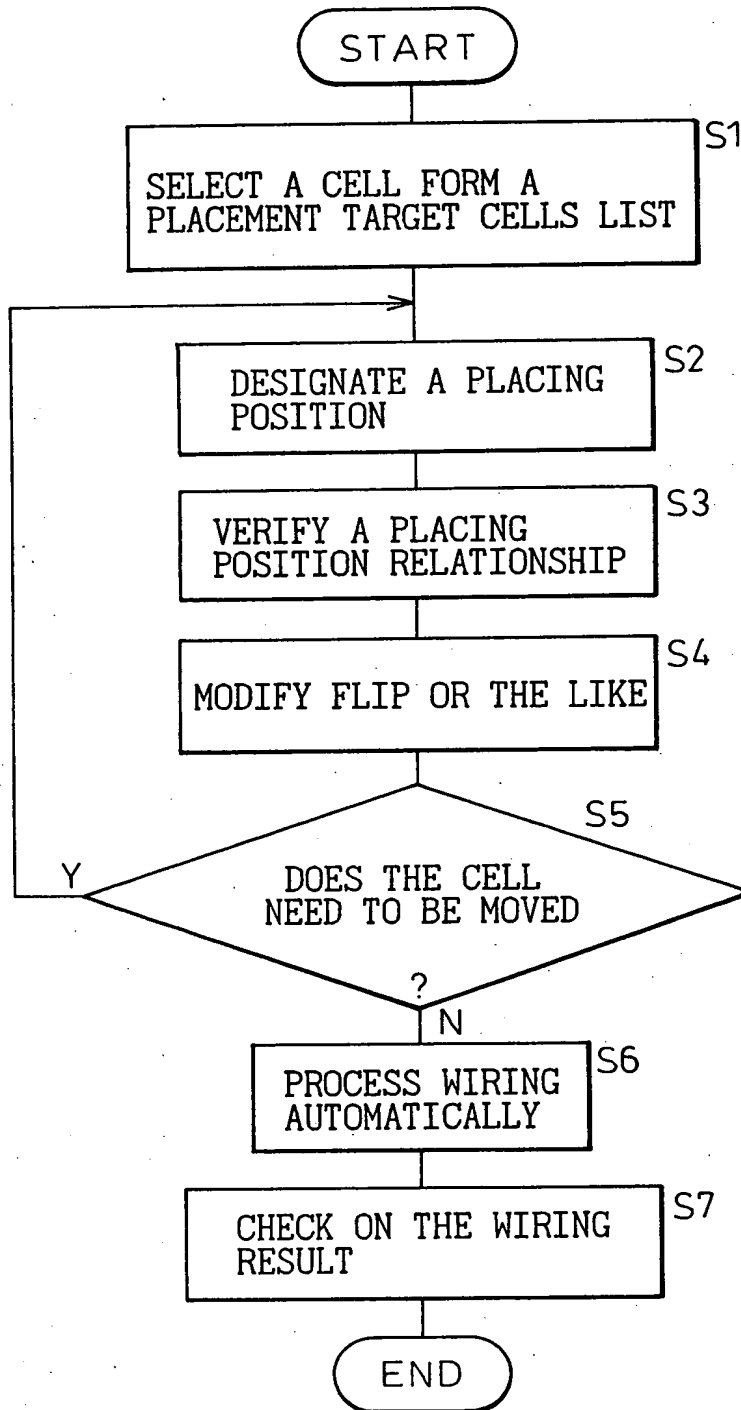 START
S1
SELECT A CELL FORM A
PLACEMENT TARGET CELLS LIST
S2
DESIGNATE A PLACING
POSITION
S3
VERIFY A PLACING
POSITION RELATIONSHIP
S4
MODIFY FLIP OR THE LIKE
S5
Y
DOES THE CELL
NEED TO BE MOVED
?
N
S6
PROCESS WIRING
AUTOMATICALLY
S7
CHECK ON THE WIRING
RESULT
END